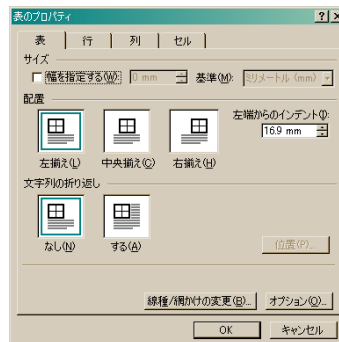 表のプロパティ
表 行 列 セル
サイズ
幅を指定する(W): 0 mm 基準(M): ミリメートル (mm)
配置
左端からのインデント(I):
16.9 mm
左揃え(L) 中央揃え(C) 右揃え(H)
文字列の折り返し
なし(N) する(A)
位置(P)...
線種/網かけの変更(B)... オプション(O)...
OK キャンセル